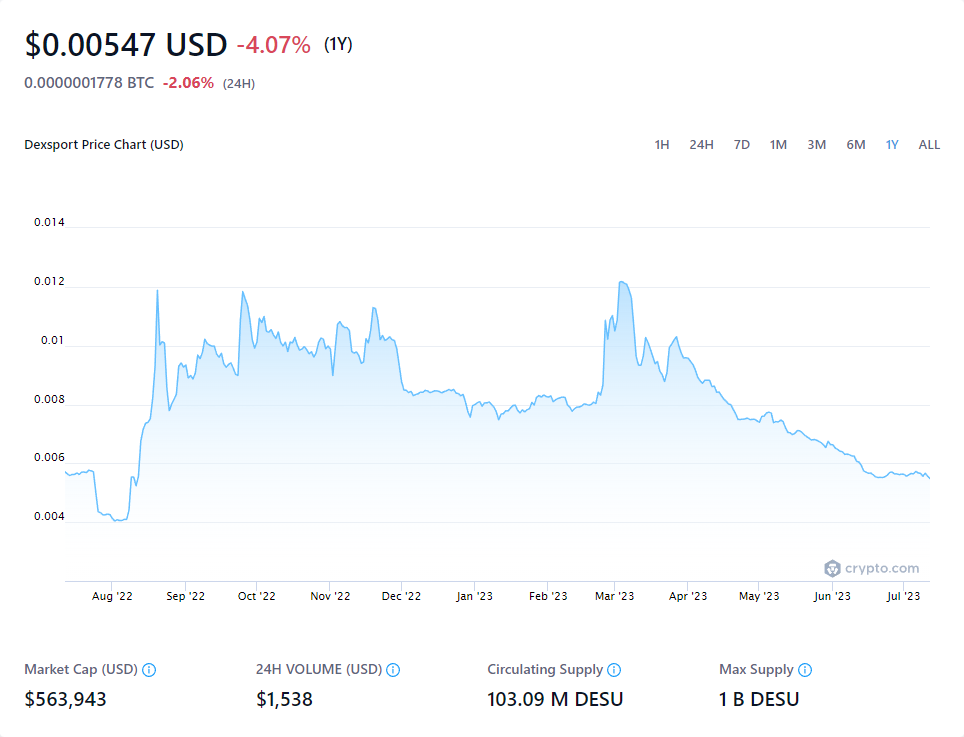 $0.00547 USD -4.07% (1Y)
0.0000001778 BTC -2.06% (24H)
Dexsport Price Chart (USD) 1H 24H 7D 1M 3M 6M 1Y ALL
0.014
0.012
0.01
0.008
0.006
0.004
crypto.com
Aug '22 Sep '22 Oct '22 Nov '22 Dec '22 Jan '23 Feb '23 Mar '23 Apr '23 May '23 Jun '23 Jul '23
Market Cap (USD) 24H VOLUME (USD) Circulating Supply Max Supply
$563,943 $1,538 103.09 M DESU 1 B DESU